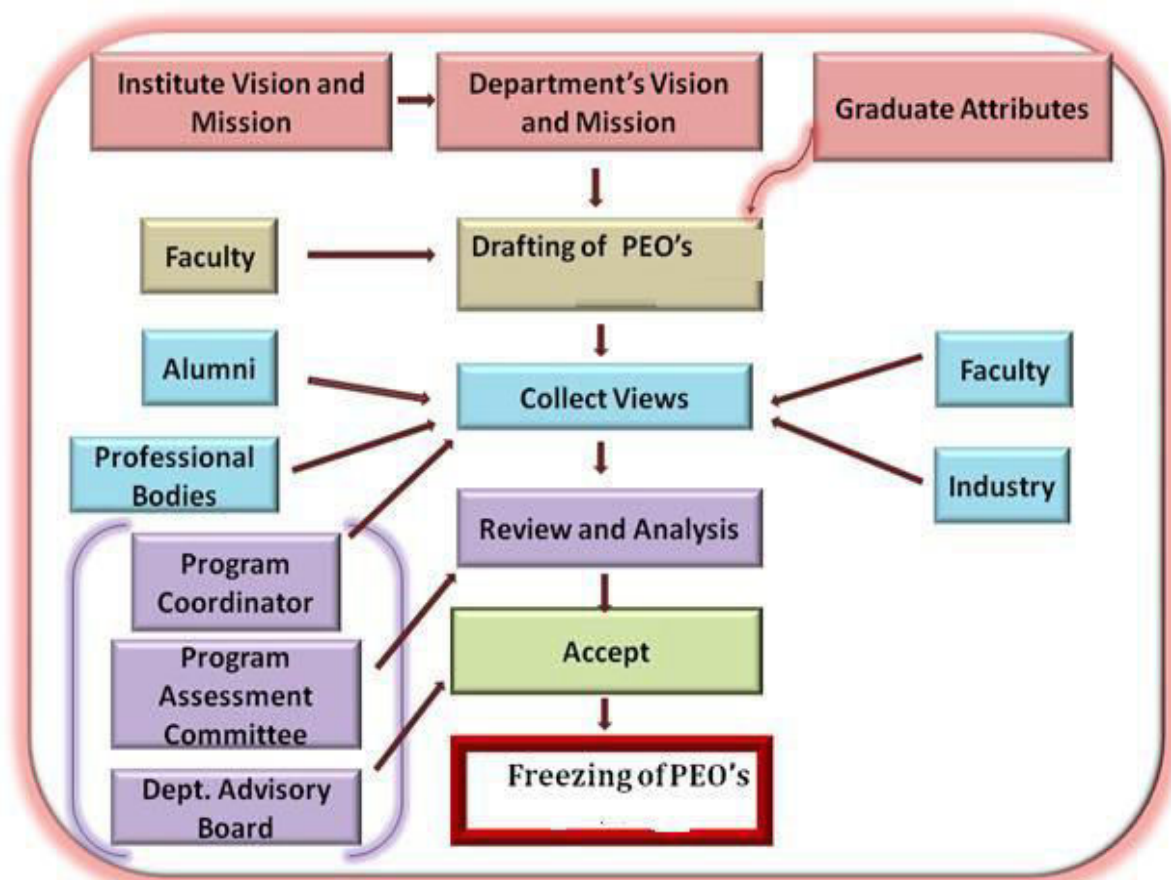 Institute Vision and
Mission
Department's Vision
and Mission
Graduate Attributes
Faculty
Drafting of PEO's
Alumni
Collect Views
Faculty
Professional
Bodies
Industry
Review and Analysis
Program
Coordinator
Accept
Program
Assessment
Committee
Freezing of PEO's
Dept. Advisory
Board